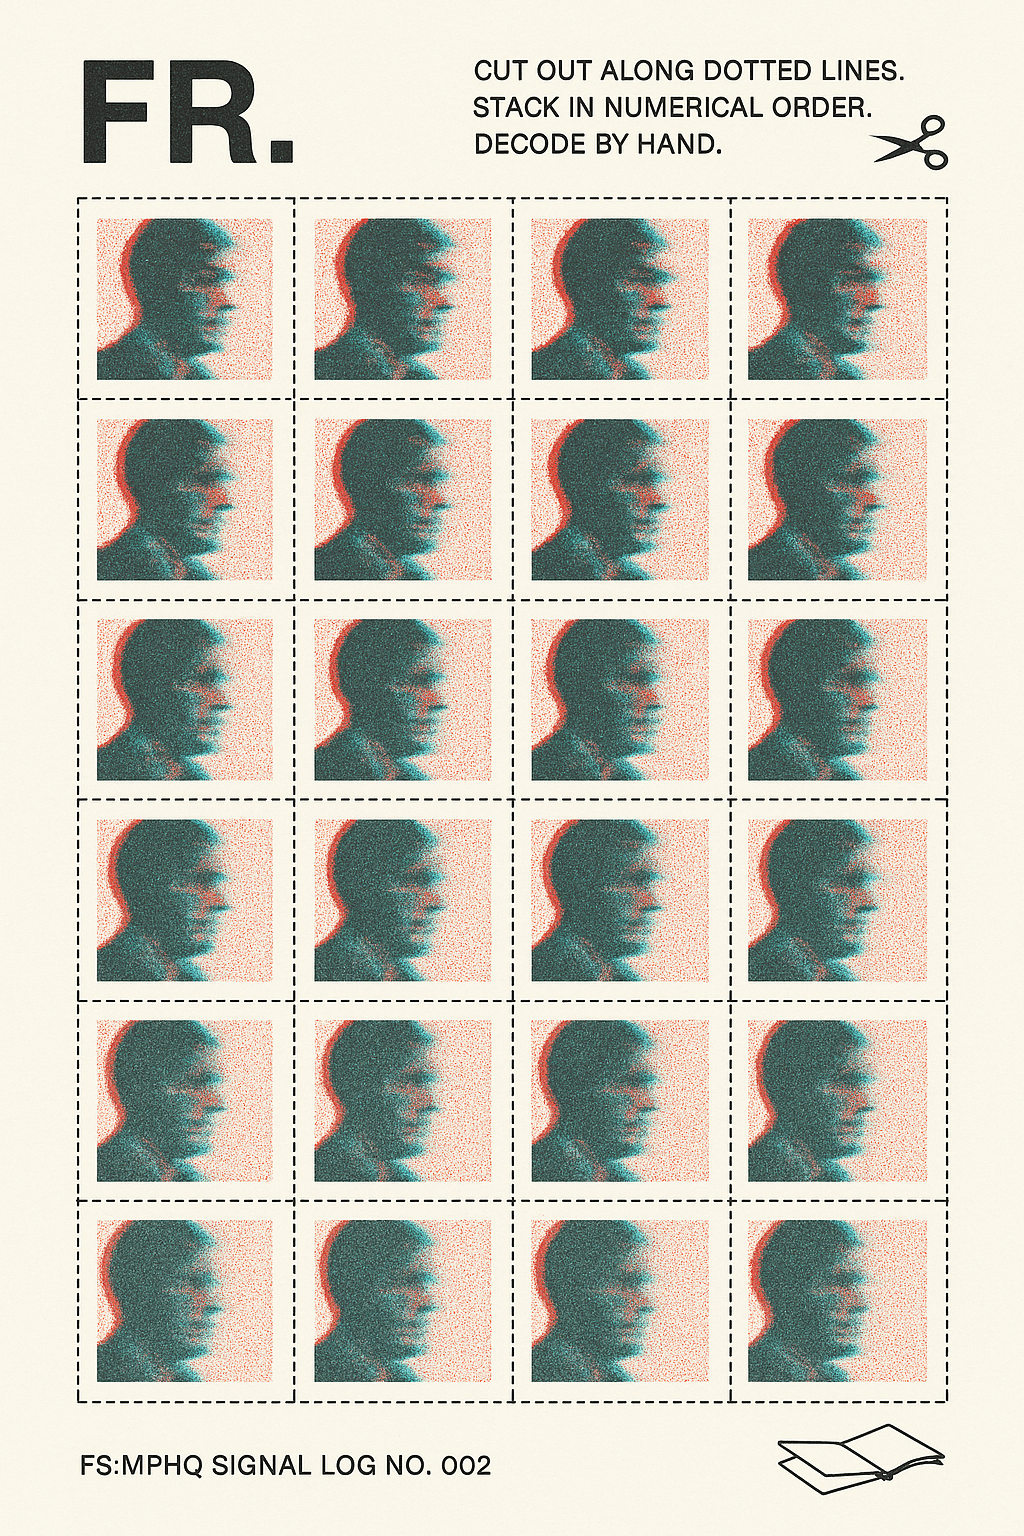 FR.
CUT OUT ALONG DOTTED LINES.
STACK IN NUMERICAL ORDER.
DECODE BY HAND.
FS:MPHQ SIGNAL LOG NO. 002